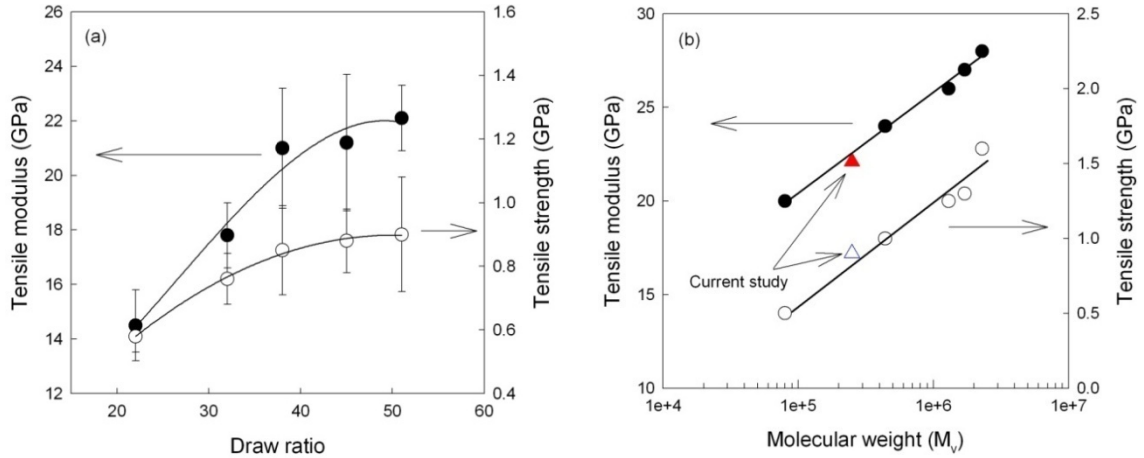 (a)
Tensile modulus (GPa)
26
24
22
20
18
16
14
12
Tensile strength (GPa)
1.6
1.4
1.2
1.0
0.8
0.6
0.4
20
30
40
50
60
Draw ratio
(b)
Tensile modulus (GPa)
30
25
20
15
10
Tensile strength (GPa)
2.5
2.0
1.5
1.0
0.5
0.0
Current study
1e+4
1e+5
1e+6
1e+7
Molecular weight (Mv)